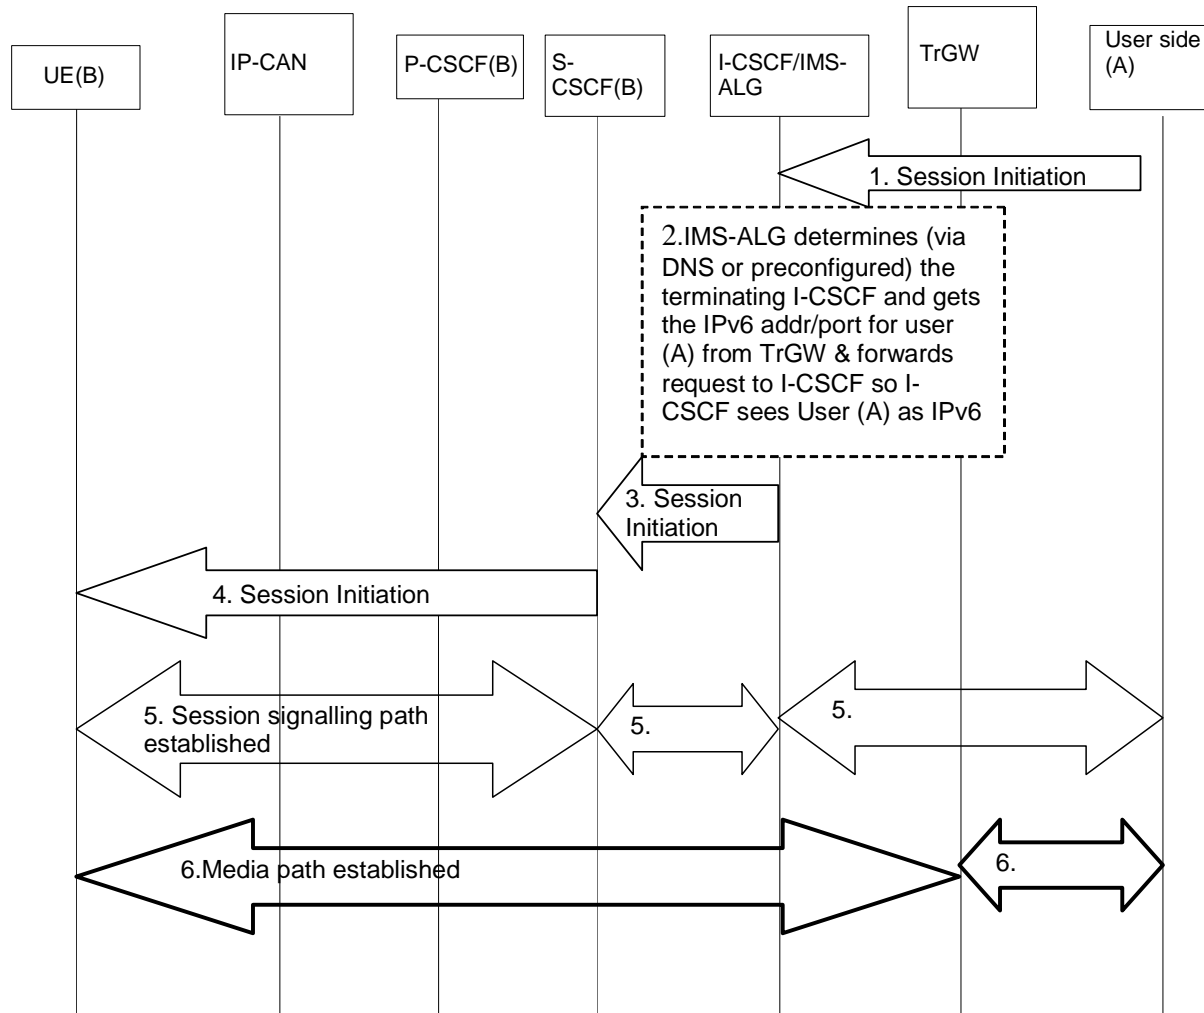 UE(B)
IP-CAN
P-CSCF(B)
S-
CSCF(B)
I-CSCF/IMS-
ALG
TrGW
User side
(A)
1. Session Initiation
2.IMS-ALG determines (via
DNS or preconfigured) the
terminating I-CSCF and gets
the IPv6 addr/port for user
(A) from TrGW & forwards
request to I-CSCF so I-
CSCF sees User (A) as IPv6
3. Session
Initiation
4. Session Initiation
5. Session signalling path
established
5.
5.
6.Media path established
6.